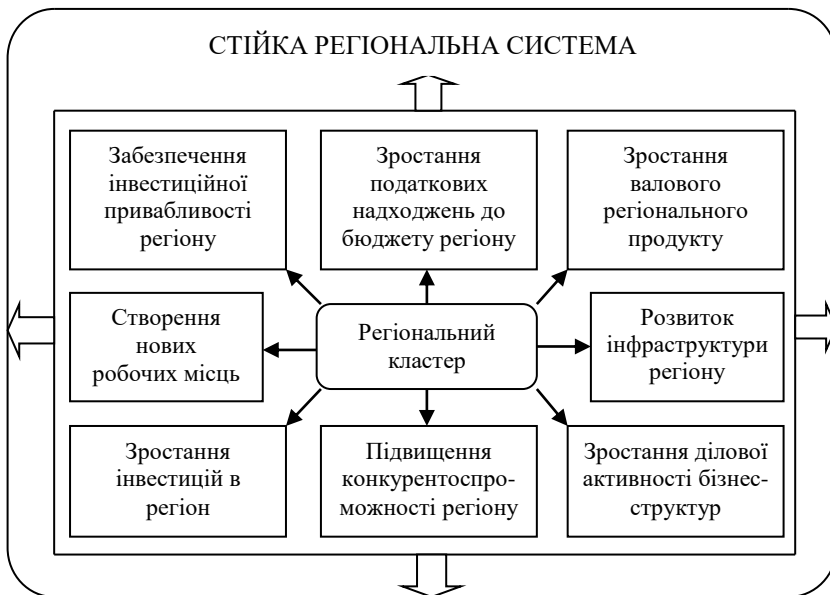 СТІЙКА РЕГІОНАЛЬНА СИСТЕМА
Забезпечення
інвестиційної
привабливості
регіону
Зростання
податкових
надходжень до
бюджету регіону
Зростання
валового
регіонального
продукту
Створення
нових
робочих місць
Регіональний
кластер
Розвиток
інфраструктури
регіону
Зростання
інвестицій в
регіон
Підвищення
конкурентоспро-
можності регіону
Зростання ділової
активності бізнес-
структур